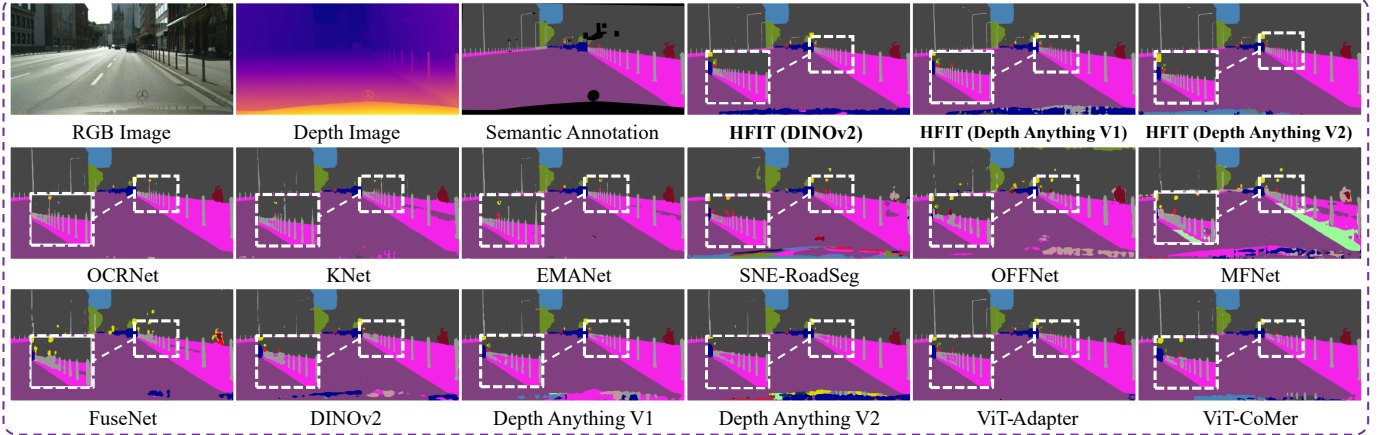 RGB Image Depth Image Semantic Annotation HFIT (DINOv2) HFIT (Depth Anything V1) HFIT (Depth Anything V2)
OCRNet KNet EMANet SNE-RoadSeg OFFNet MFNet
FuseNet DINOv2 Depth Anything V1 Depth Anything V2 ViT-Adapter ViT-CoMer